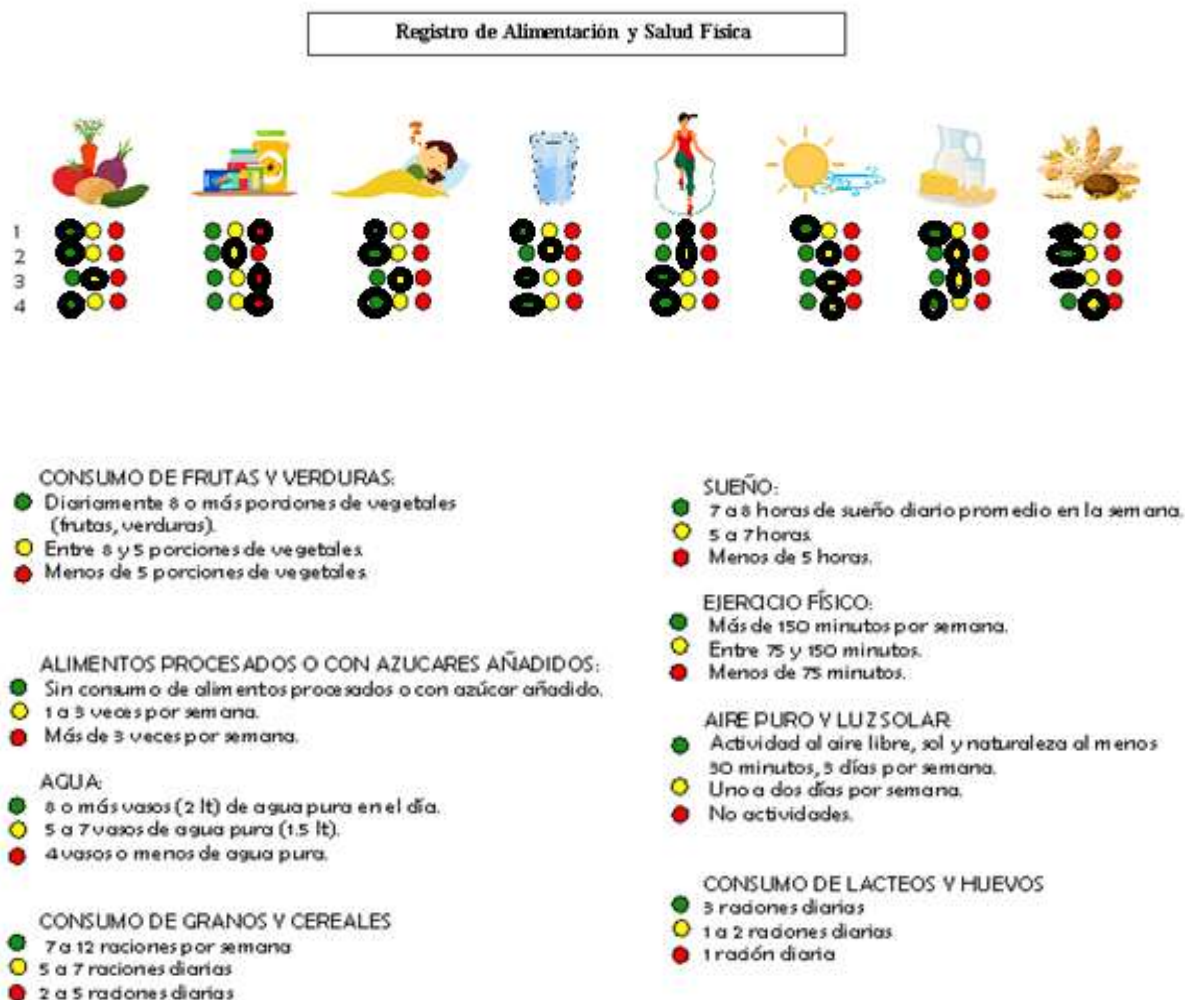 Registro de Alimentación y Salud Física
1
2
3
4
CONSUMO DE FRUTAS Y VERDURAS:
Diariamente 8 o más porciones de vegetales
(frutas, verduras).
Entre 8 y 5 porciones de vegetales
Menos de 5 porciones de vegetales
ALIMENTOS PROCESADOS O CON AZUCARES AÑADIDOS:
Sin consumo de alimentos procesados o con azúcar añadido.
1 a 3 veces por semana.
Más de 3 veces por semana.
AGUA:
8 o más vasos (2 lt) de agua pura en el día.
5 a 7 vasos de agua pura (1.5 lt).
4 vasos o menos de agua pura.
CONSUMO DE GRANOS Y CEREALES
7 a 12 raciones por semana
5 a 7 raciones diarias
2 a 5 raciones diarias
SUEÑO:
7 a 8 horas de sueño diario promedio en la semana.
5 a 7 horas.
Menos de 5 horas.
EJERCICIO FÍSICO:
Más de 150 minutos por semana.
Entre 75 y 150 minutos.
Menos de 75 minutos.
AIRE PURO Y LUZ SOLAR
Actividad al aire libre, sol y naturaleza al menos
30 minutos, 3 días por semana.
Uno a dos días por semana.
No actividades.
CONSUMO DE LACTEOS Y HUEVOS
3 raciones diarias
1 a 2 raciones diarias
1 ración diaria